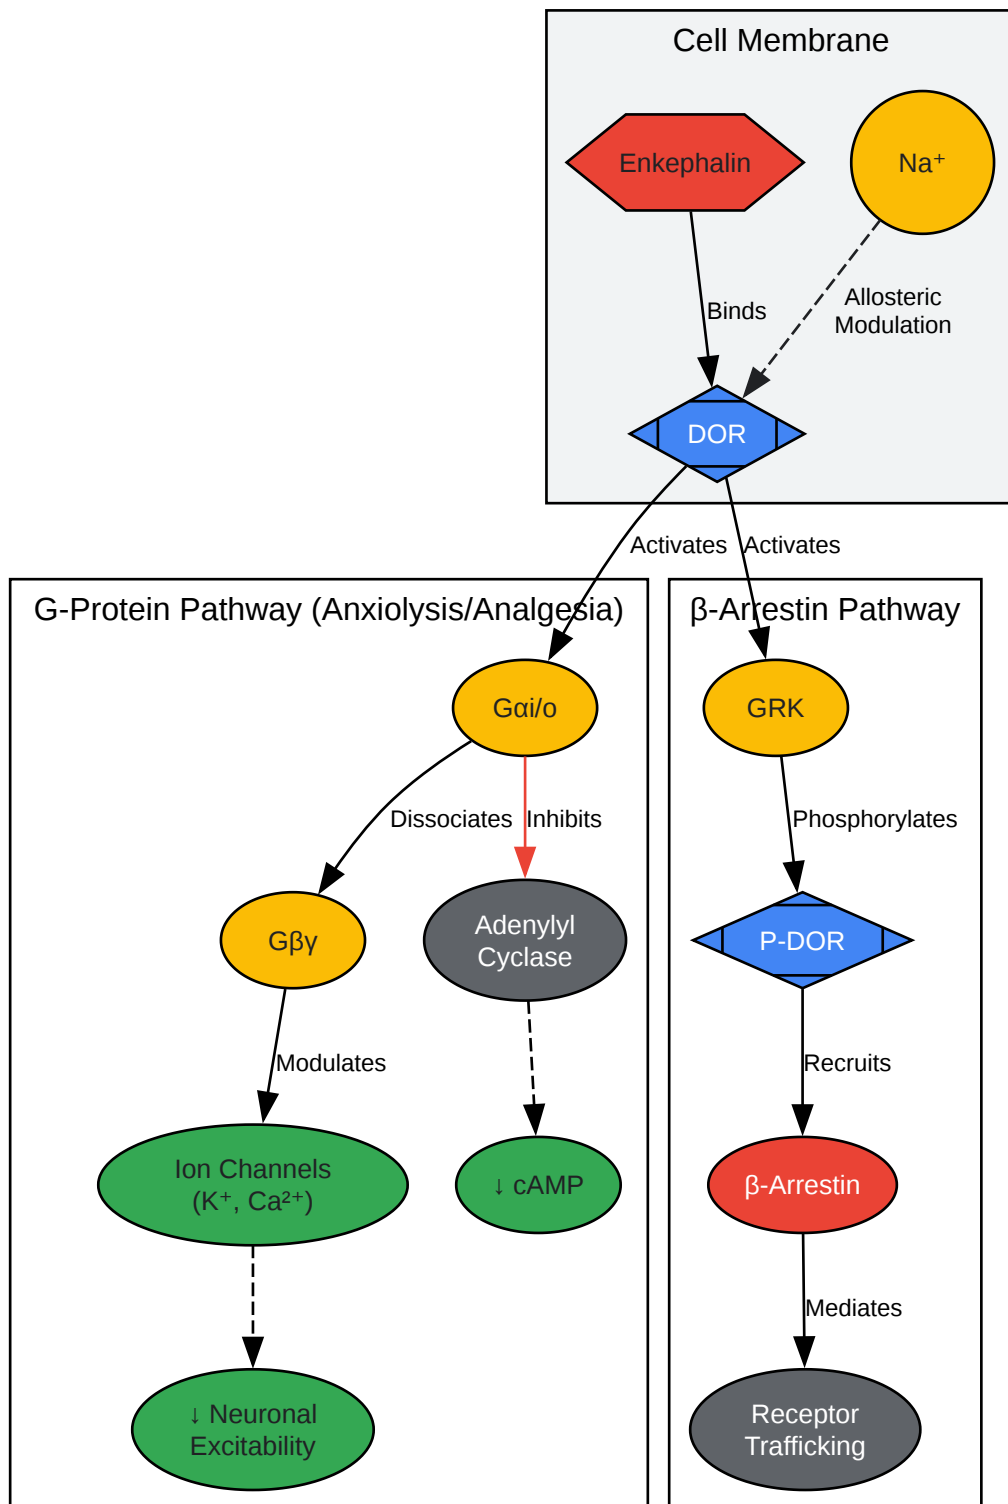 Cell Membrane
Enkephalin
Na⁺
Binds
Allosteric
Modulation
DOR
Activates
Activates
G-Protein Pathway (Anxiolysis/Analgesia)
β-Arrestin Pathway
Gαi/o
GRK
Dissociates
Inhibits
Phosphorylates
Gβγ
Adenylyl
Cyclase
P-DOR
Modulates
Recruits
Ion Channels
(K⁺, Ca²⁺)
↓ cAMP
β-Arrestin
Mediates
↓ Neuronal
Excitability
Receptor
Trafficking